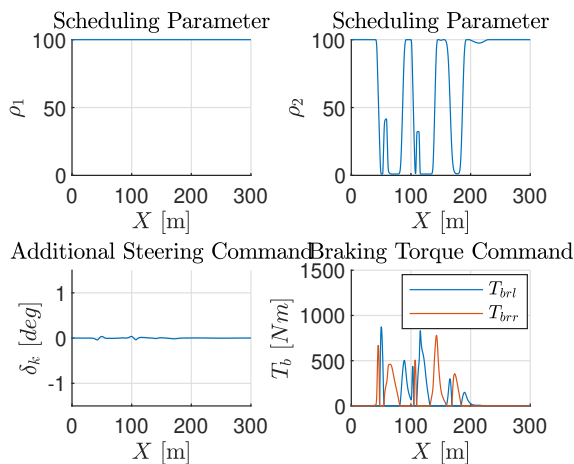 Scheduling Parameter
100
50
0
ρ1
0 100 200 300
X [m]
Scheduling Parameter
100
50
0
ρ2
0 100 200 300
X [m]
Additional Steering Command
1
0
-1
δk [deg]
0 100 200 300
X [m]
Braking Torque Command
1500
1000
500
0
Tb [Nm]
Tbrl
Tbrr
0 100 200 300
X [m]